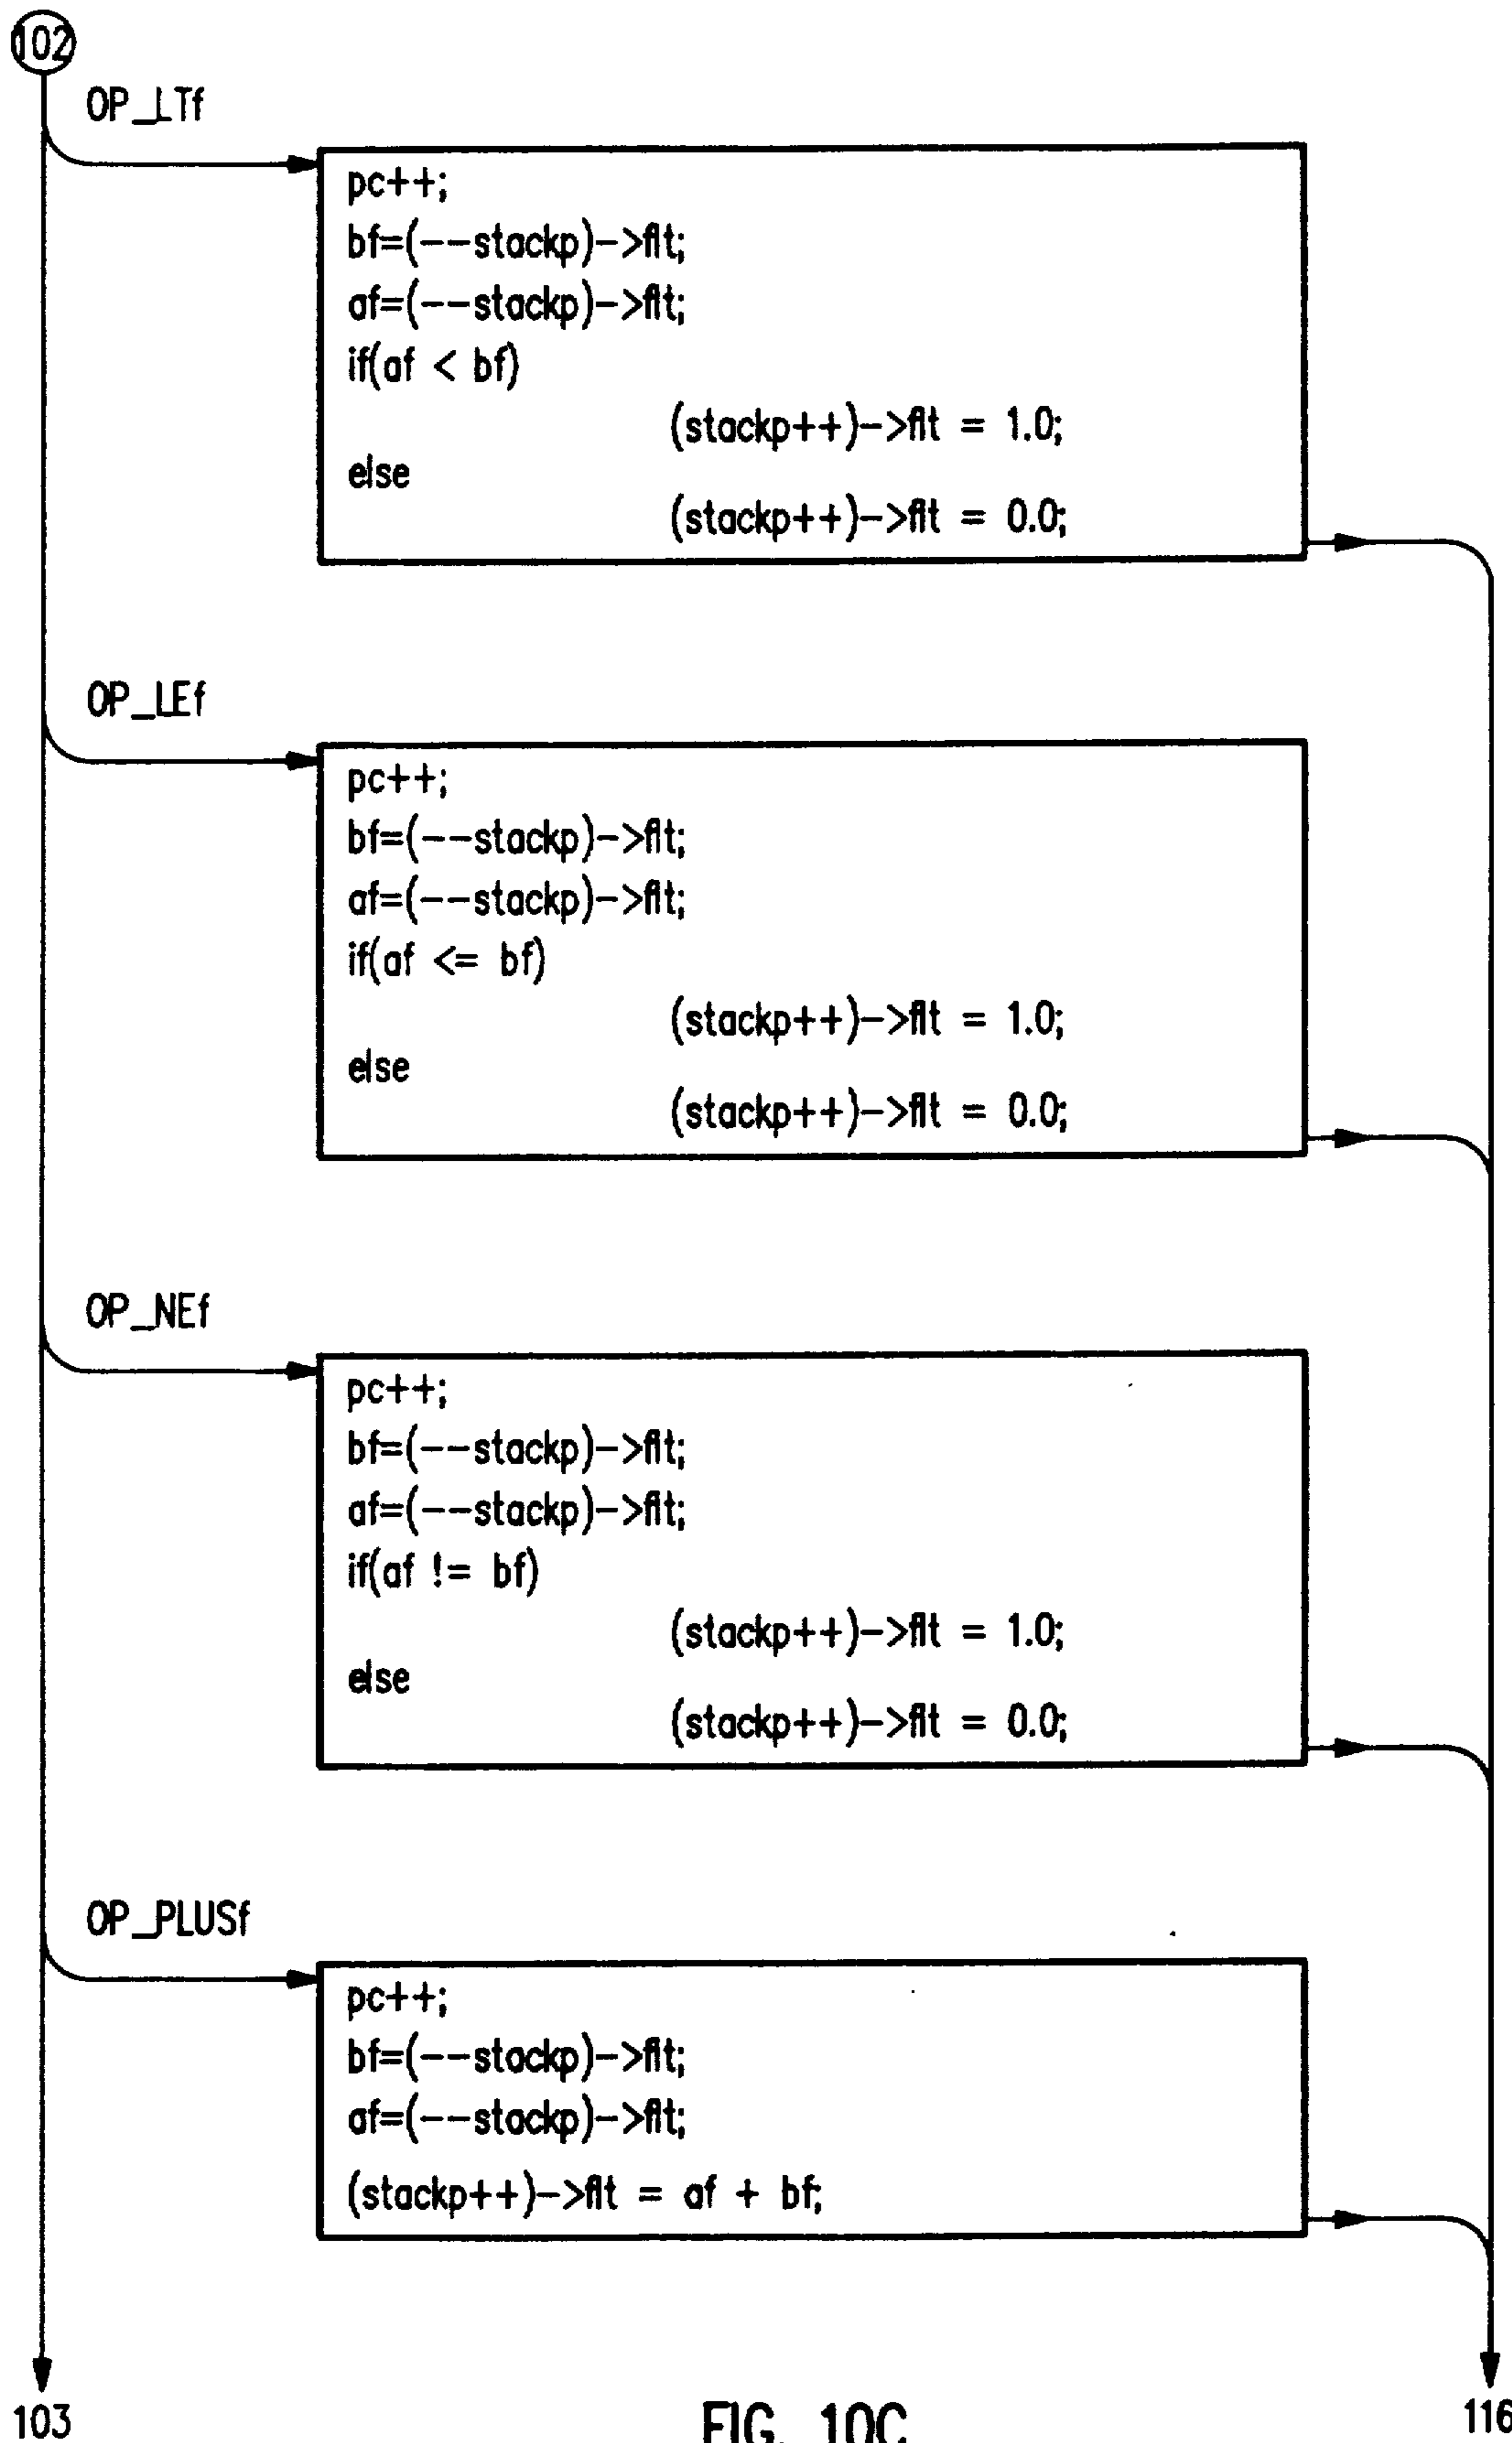 102
OP_LTf
pc++;
bf=(--stackp)->flt;
af=(--stackp)->flt;
if(af < bf)
(stackp++)->flt = 1.0;
else
(stackp++)->flt = 0.0;
OP_LEf
pc++;
bf=(--stackp)->flt;
af=(--stackp)->flt;
if(af <= bf)
(stackp++)->flt = 1.0;
else
(stackp++)->flt = 0.0;
OP_NEf
pc++;
bf=(--stackp)->flt;
af=(--stackp)->flt;
if(af != bf)
(stackp++)->flt = 1.0;
else
(stackp++)->flt = 0.0;
OP_PLUSf
pc++;
bf=(--stackp)->flt;
af=(--stackp)->flt;
(stackp++)->flt = af + bf;
103
FIG. 10C
116